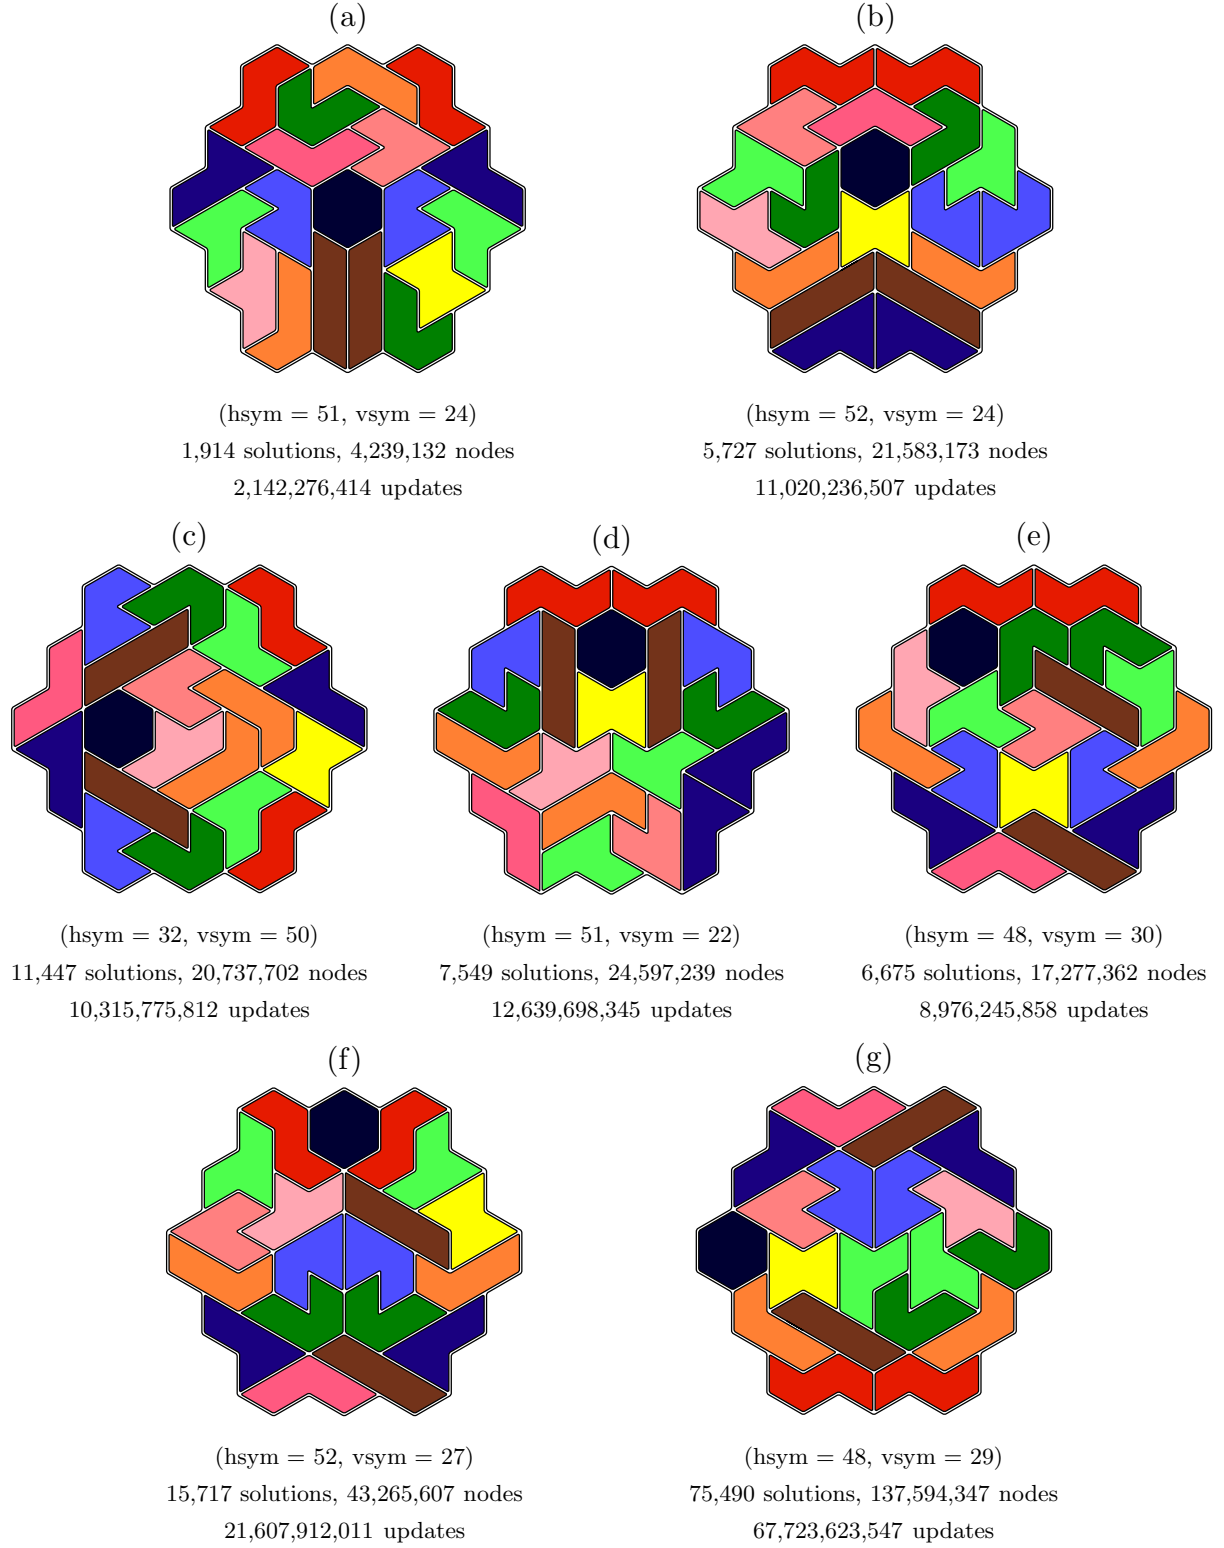 (a)
(b)
(hsym = 51, vsym = 24)
1,914 solutions, 4,239,132 nodes
2,142,276,414 updates
(hsym = 52, vsym = 24)
5,727 solutions, 21,583,173 nodes
11,020,236,507 updates
(c)
(d)
(e)
(hsym = 32, vsym = 50)
11,447 solutions, 20,737,702 nodes
10,315,775,812 updates
(hsym = 51, vsym = 22)
7,549 solutions, 24,597,239 nodes
12,639,698,345 updates
(hsym = 48, vsym = 30)
6,675 solutions, 17,277,362 nodes
8,976,245,858 updates
(f)
(g)
(hsym = 52, vsym = 27)
15,717 solutions, 43,265,607 nodes
21,607,912,011 updates
(hsym = 48, vsym = 29)
75,490 solutions, 137,594,347 nodes
67,723,623,547 updates